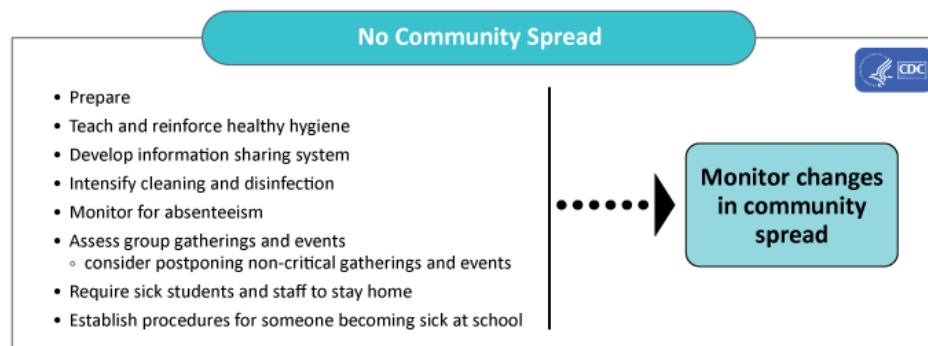 No Community Spread
CDC
• Prepare
• Teach and reinforce healthy hygiene
• Develop information sharing system
• Intensify cleaning and disinfection
• Monitor for absenteeism
• Assess group gatherings and events
◦ consider postponing non-critical gatherings and events
• Require sick students and staff to stay home
• Establish procedures for someone becoming sick at school
Monitor changes
in community
spread